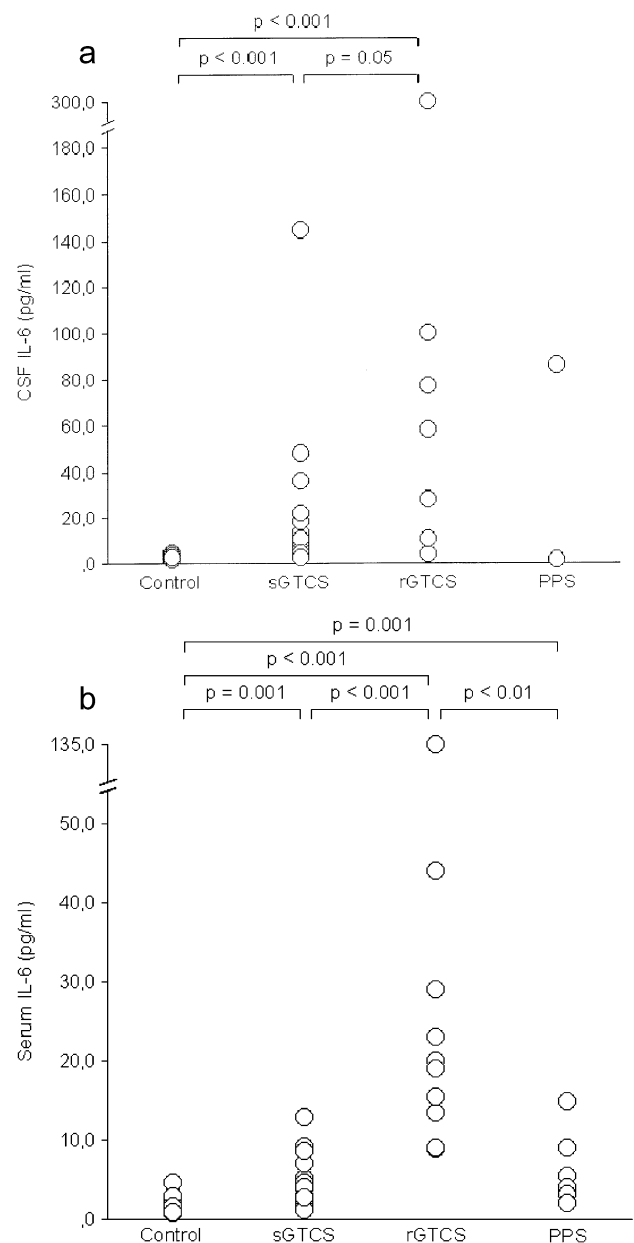 p < 0.001
a
p < 0.001 p = 0.05
300,0
180,0
160,0
140,0
120,0
100,0
80,0
60,0
40,0
20,0
,0
CSF IL-6 (pg/ml)
Control sGTCS rGTCS PPS
p = 0.001
p < 0.001
b
p = 0.001 p < 0.001 p < 0.01
135,0
50,0
40,0
30,0
20,0
10,0
,0
Serum IL-6 (pg/ml)
Control sGTCS rGTCS PPS